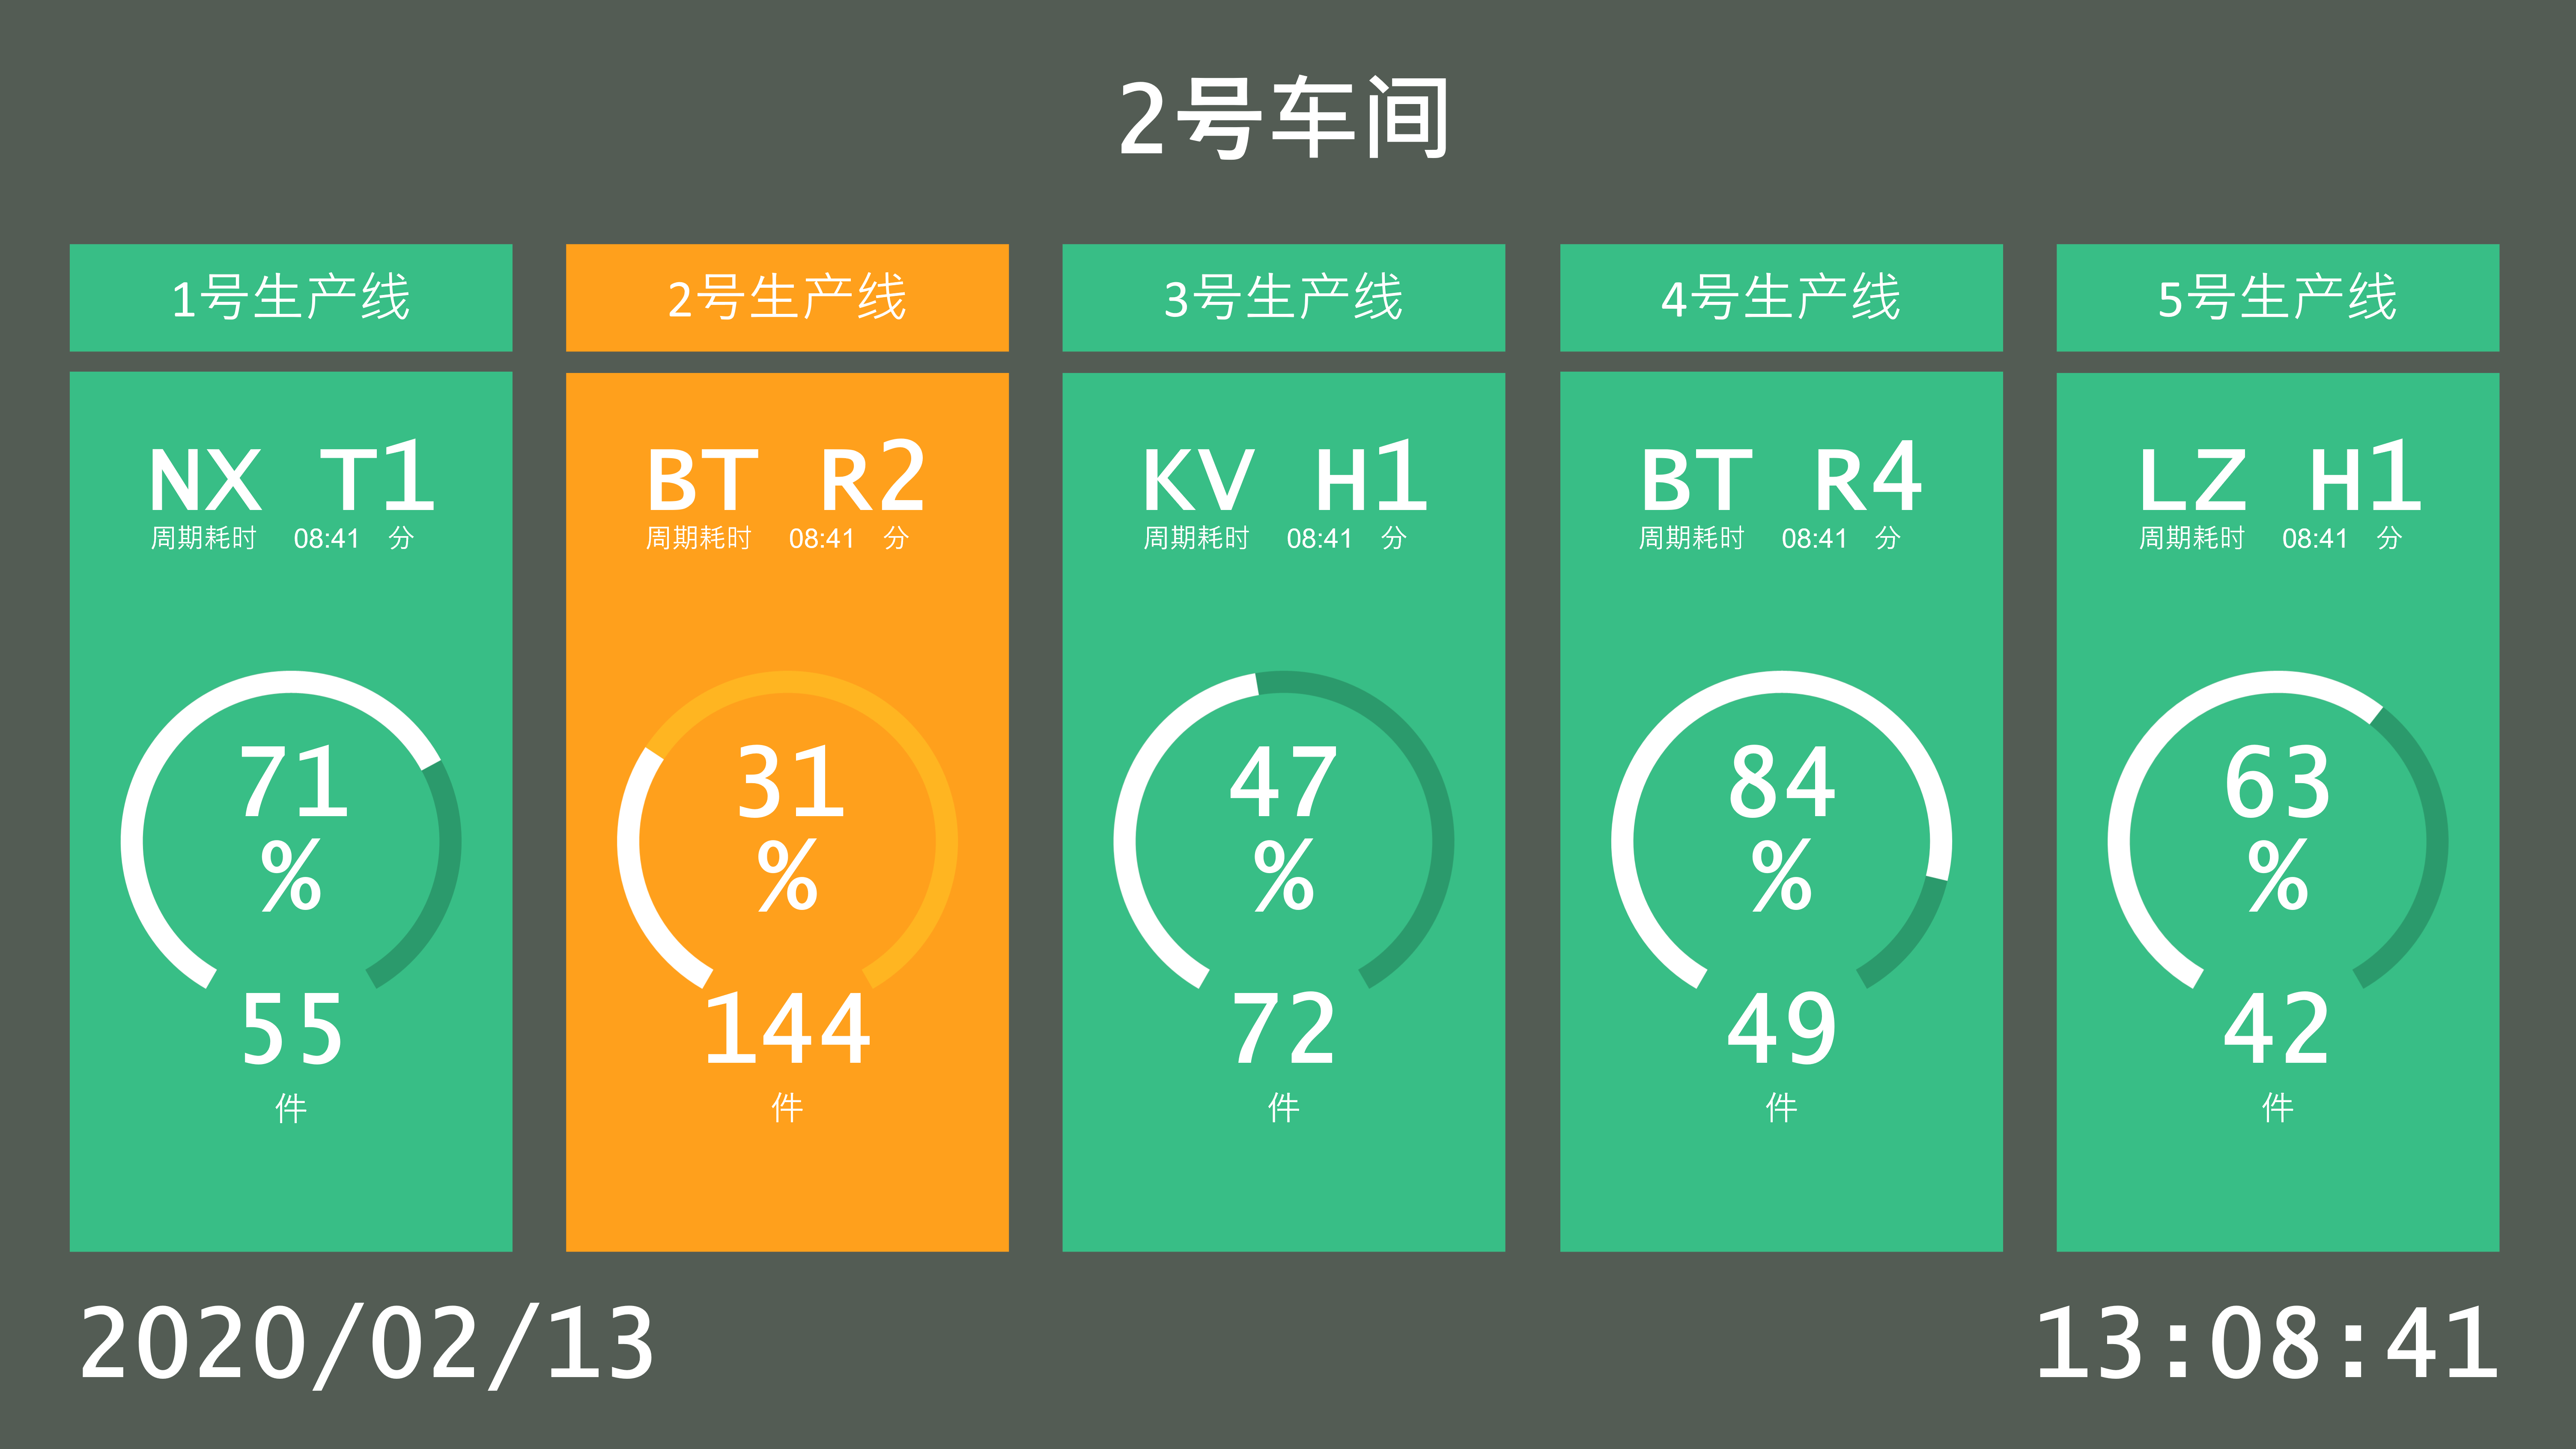 2号车间
1号生产线
NX T1
周期耗时 08:41 分
71
%
55
件
2号生产线
BT R2
周期耗时 08:41 分
31
%
144
件
3号生产线
KV H1
周期耗时 08:41 分
47
%
72
件
4号生产线
BT R4
周期耗时 08:41 分
84
%
49
件
5号生产线
LZ H1
周期耗时 08:41 分
63
%
42
件
2020/02/13
13:08:41